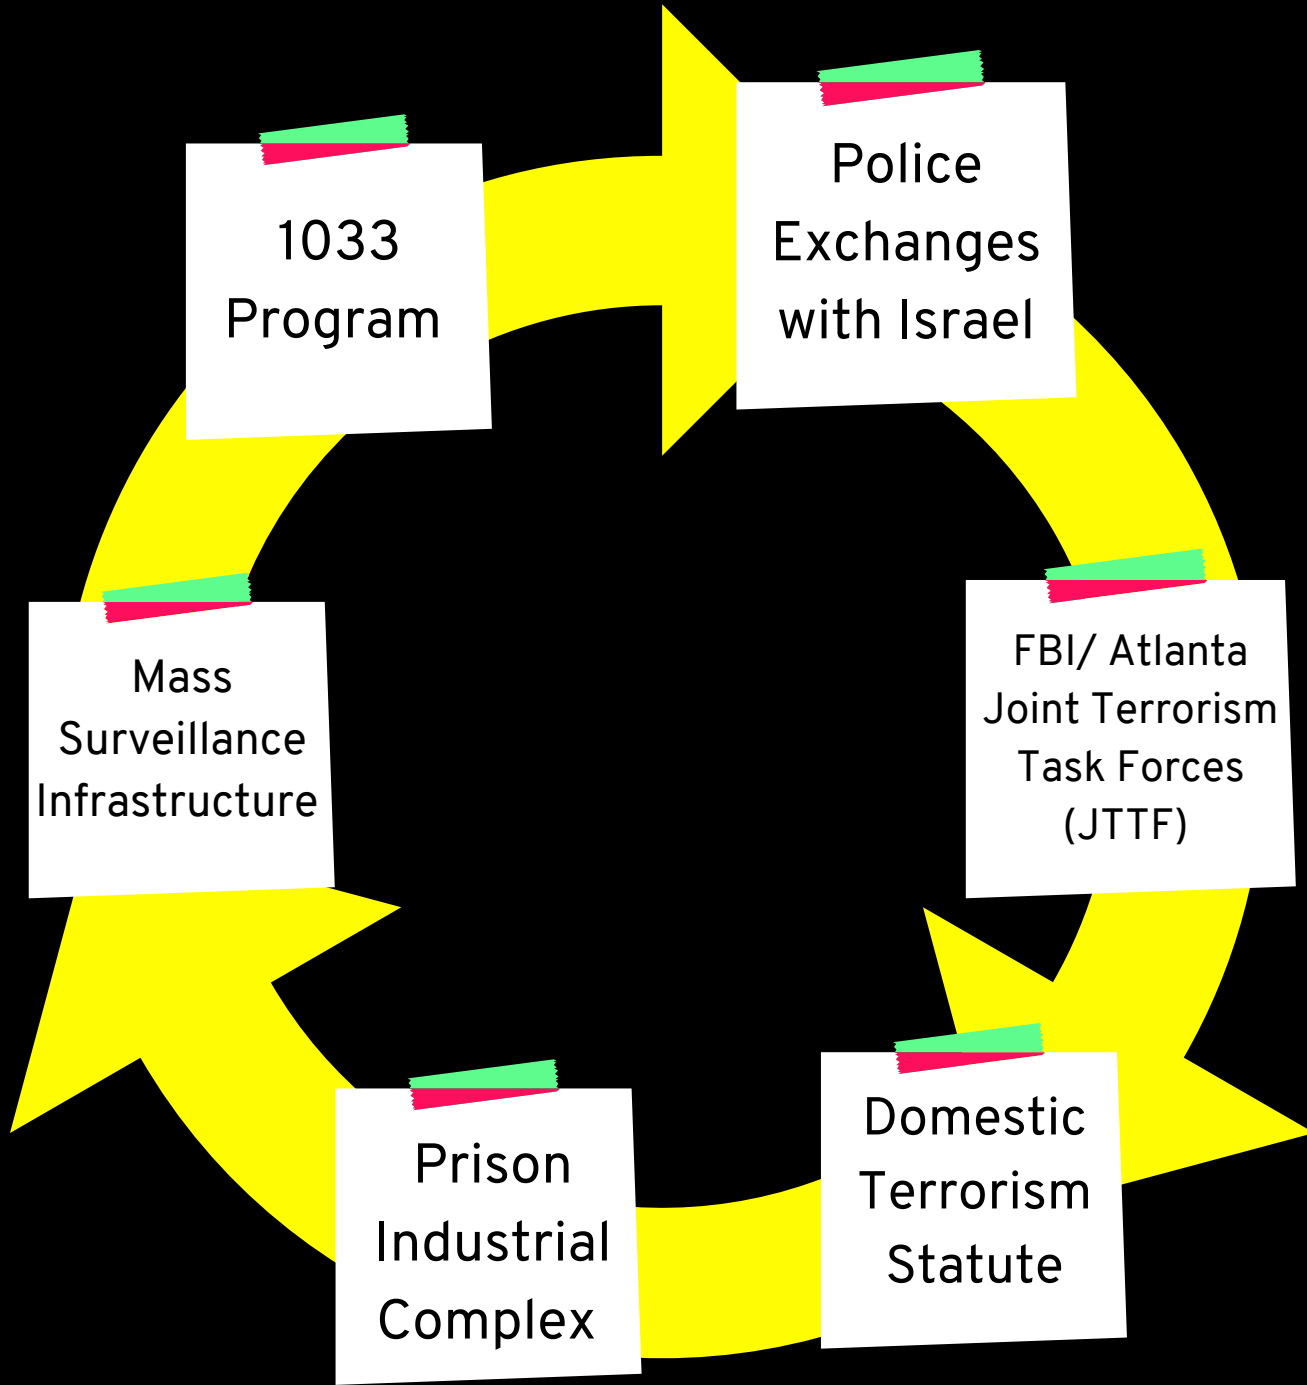 1033
Program
Police
Exchanges
with Israel
FBI/ Atlanta
Joint Terrorism
Task Forces
(JTTF)
Domestic
Terrorism
Statute
Prison
Industrial
Complex
Mass
Surveillance
Infrastructure